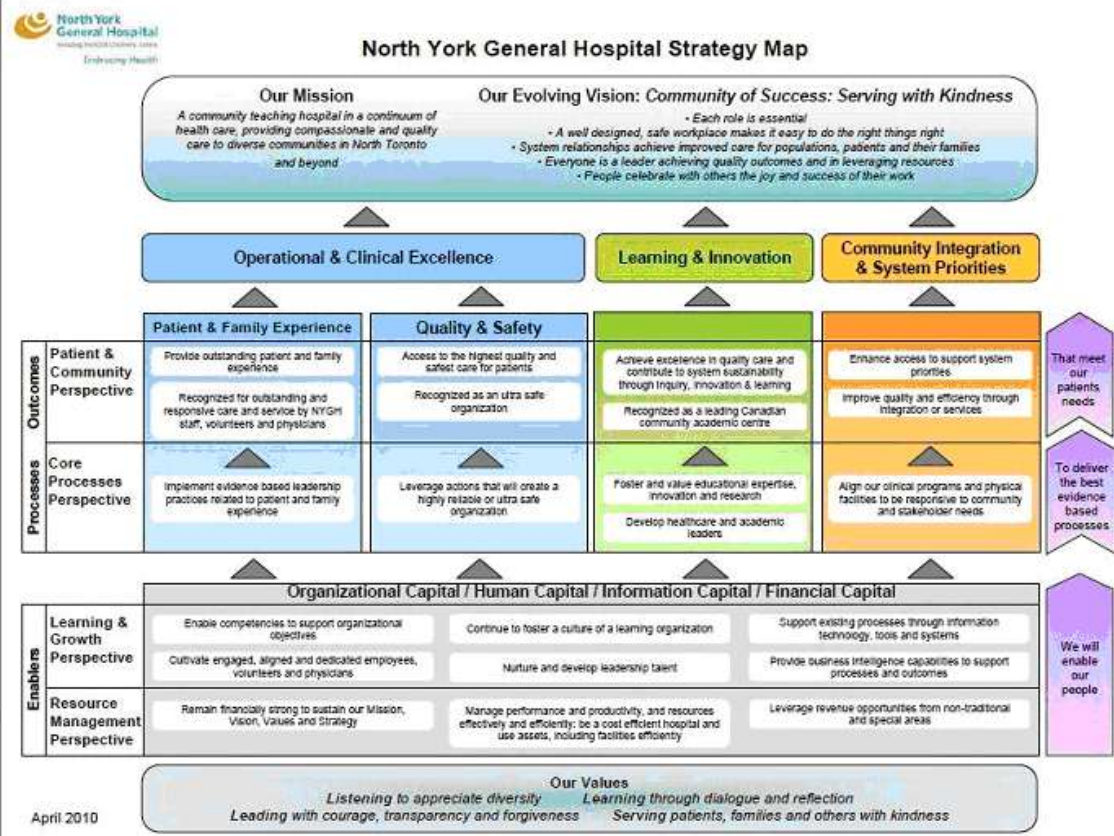 North York
General Hospital
Embracing Health
North York General Hospital Strategy Map
Our Mission
A community teaching hospital in a continuum of
health care, providing compassionate and quality
care to diverse communities in North Toronto
and beyond
Our Evolving Vision: Community of Success: Serving with Kindness
• Each role is essential
• A well designed, safe workplace makes it easy to do the right things right
• System relationships achieve improved care for populations, patients and their families
• Everyone is a leader achieving quality outcomes and in leveraging resources
• People celebrate with others the joy and success of their work
Operational & Clinical Excellence
Learning & Innovation
Community Integration
& System Priorities
Patient & Family Experience
Quality & Safety
Outcomes
Patient &
Community
Perspective
Provide outstanding patient and family
experience
Recognized for outstanding and
responsive care and service by NYGH
staff, volunteers and physicians
Access to the highest quality and
safest care for patients
Recognized as an ultra safe
organization
Achieve excellence in quality care and
contribute to system sustainability
through inquiry, innovation & learning
Recognized as a leading Canadian
community academic centre
Enhance access to support system
priorities
Improve quality and efficiency through
integration or services
That meet
our
patients
needs
Processes
Core
Processes
Perspective
Implement evidence based leadership
practices related to patient and family
experience
Leverage actions that will create a
highly reliable or ultra safe
organization
Foster and value educational expertise,
innovation and research
Develop healthcare and academic
leaders
Align our clinical programs and physical
facilities to be responsive to community
and stakeholder needs
To deliver
the best
evidence
based
processes
Organizational Capital / Human Capital / Information Capital / Financial Capital
Enablers
Learning &
Growth
Perspective
Enable competencies to support organizational
objectives
Cultivate engaged, aligned and dedicated employees,
volunteers and physicians
Continue to foster a culture of a learning organization
Nurture and develop leadership talent
Support existing processes through information
technology, tools and systems
Provide business intelligence capabilities to support
processes and outcomes
We will
enable
our
people
Resource
Management
Perspective
Remain financially strong to sustain our Mission,
Vision, Values and Strategy
Manage performance and productivity, and resources
effectively and efficiently: be a cost efficient hospital and
use assets, including facilities efficiently
Leverage revenue opportunities from non-traditional
and special areas
Our Values
Listening to appreciate diversity Learning through dialogue and reflection
Leading with courage, transparency and forgiveness Serving patients, families and others with kindness
April 2010